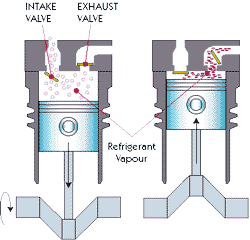 INTAKE
VALVE
EXHAUST
VALVE
Refrigerant
Vapour